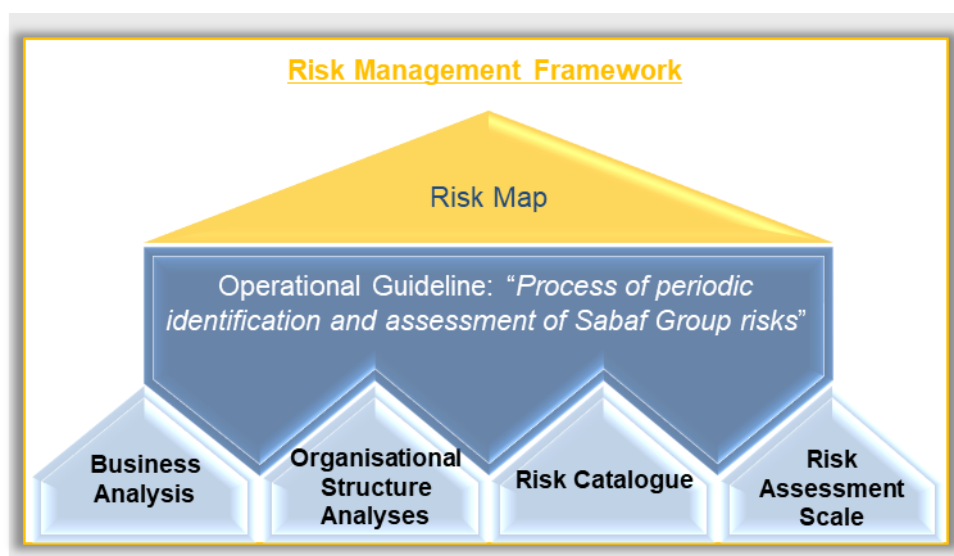 Risk Management Framework
Risk Map
Operational Guideline: “Process of periodic
identification and assessment of Sabaf Group risks”
Business
Analysis
Organisational
Structure
Analyses
Risk Catalogue
Risk
Assessment
Scale